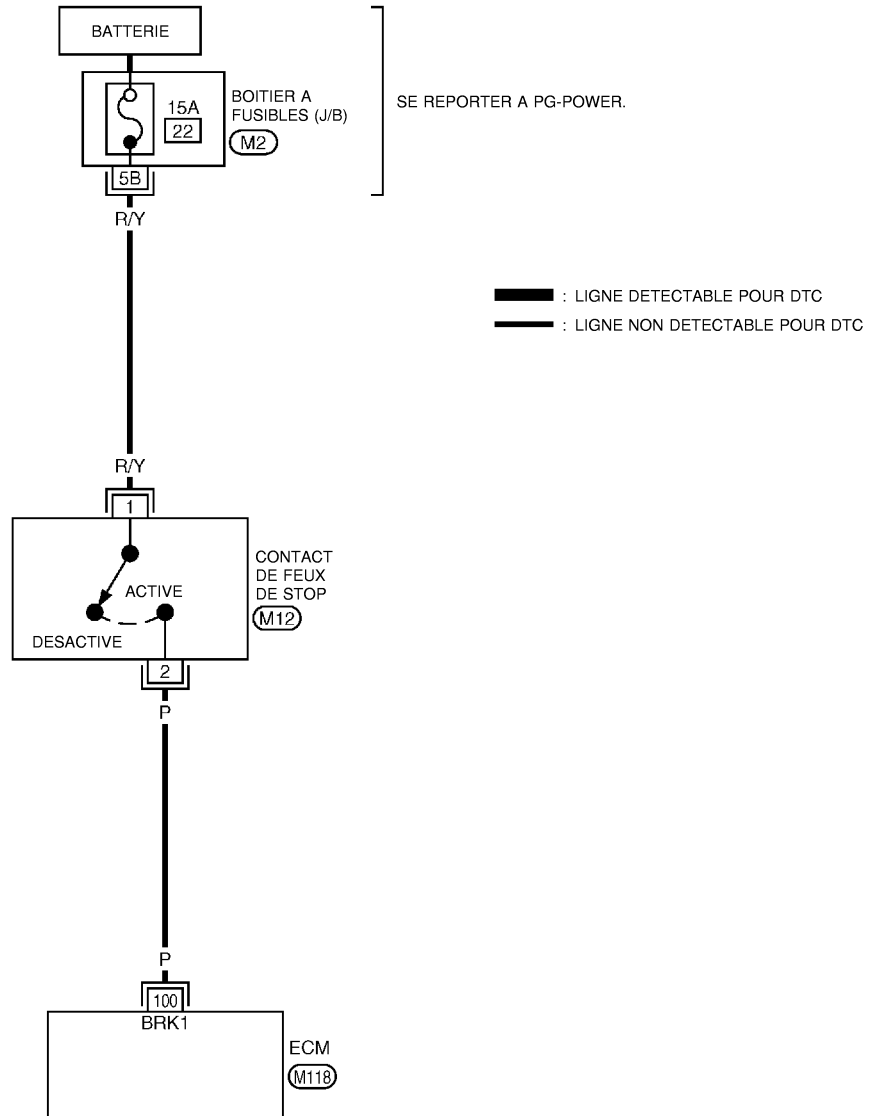 BATTERIE
15A
22
BOITIER A
FUSIBLES (J/B)
M2
SE REPORTER A PG-POWER.
5B
R/Y
: LIGNE DETECTABLE POUR DTC
: LIGNE NON DETECTABLE POUR DTC
R/Y
1
CONTACT
DE FEUX
DE STOP
M12
ACTIVE
DESACTIVE
2
P
P
100
BRK1
ECM
M118